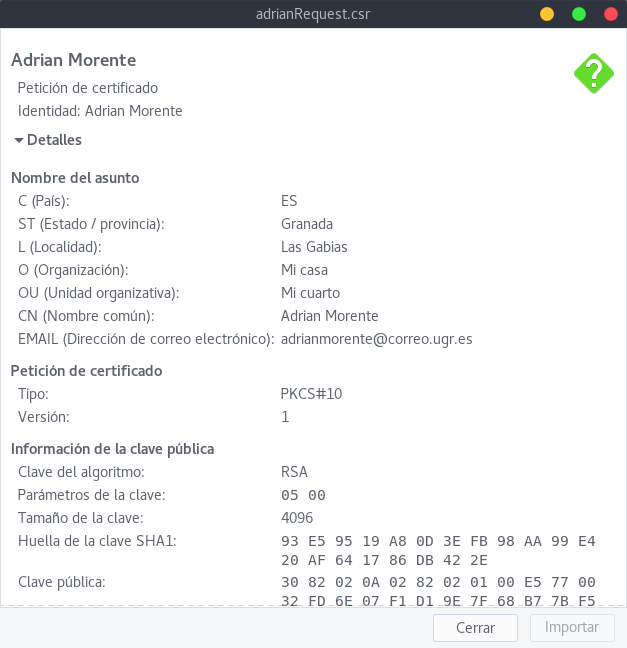 adrianRequest.csr
Adrian Morente
Petición de certificado
Identidad: Adrian Morente
Detalles
Nombre del asunto
C (País): ES
ST (Estado / provincia): Granada
L (Localidad): Las Gabias
O (Organización): Mi casa
OU (Unidad organizativa): Mi cuarto
CN (Nombre común): Adrian Morente
EMAIL (Dirección de correo electrónico): adrianmorente@correo.ugr.es
Petición de certificado
Tipo: PKCS#10
Versión: 1
Información de la clave pública
Clave del algoritmo: RSA
Parámetros de la clave: 05 00
Tamaño de la clave: 4096
Huella de la clave SHA1: 93 E5 95 19 A8 0D 3E FB 98 AA 99 E4
20 AF 64 17 86 DB 42 2E
Clave pública: 30 82 02 0A 02 82 02 01 00 E5 77 00
32 FD 6E 07 F1 D1 9E 7F 68 B7 7B F5
Cerrar Importar